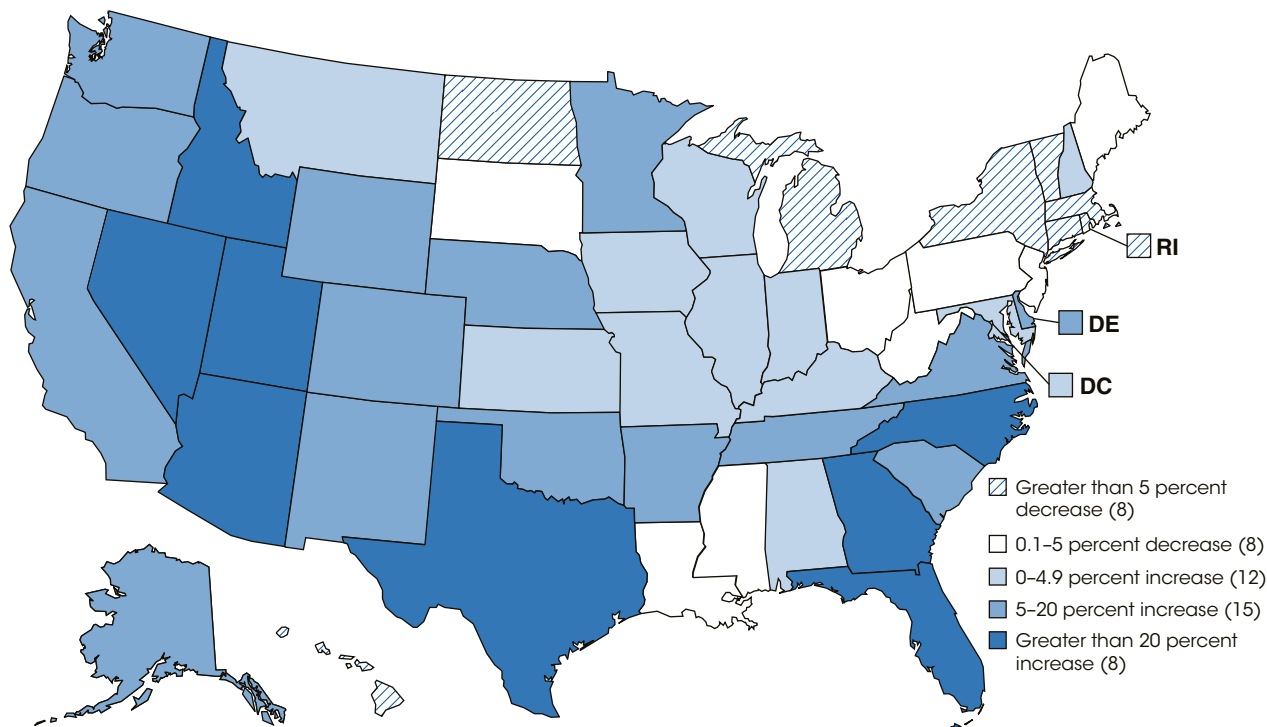 RI
DE
DC
Greater than 5 percent
decrease (8)
0.1–5 percent decrease (8)
0–4.9 percent increase (12)
5–20 percent increase (15)
Greater than 20 percent
increase (8)